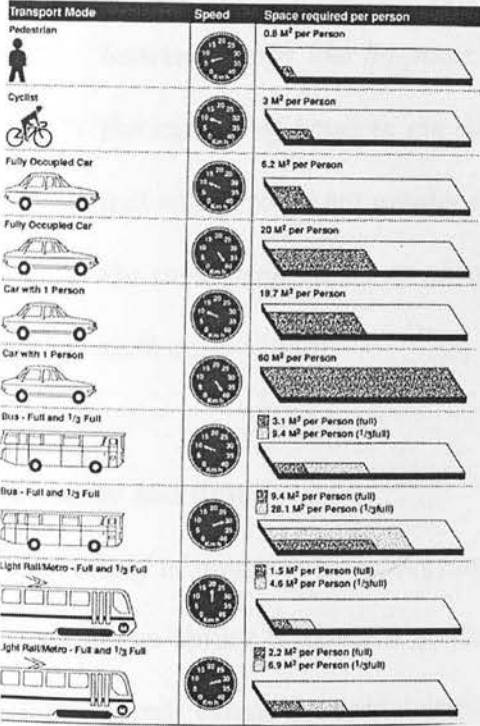 Transport Mode Speed Space required per person
Pedestrian 0.8 M² per Person
Cyclist 3 M² per Person
Fully Occupied Car 6.2 M² per Person
Fully Occupied Car 20 M² per Person
Car with 1 Person 18.7 M² per Person
Car with 1 Person 60 M² per Person
Bus - Full and 1/3 Full 3.1 M² per Person (full)
9.4 M² per Person (1/3full)
Bus - Full and 1/3 Full 9.4 M² per Person (full)
28.1 M² per Person (1/3full)
Light Rail/Metro - Full and 1/3 Full 1.5 M² per Person (full)
4.6 M² per Person (1/3full)
Light Rail/Metro - Full and 1/3 Full 2.2 M² per Person (full)
6.9 M² per Person (1/3full)